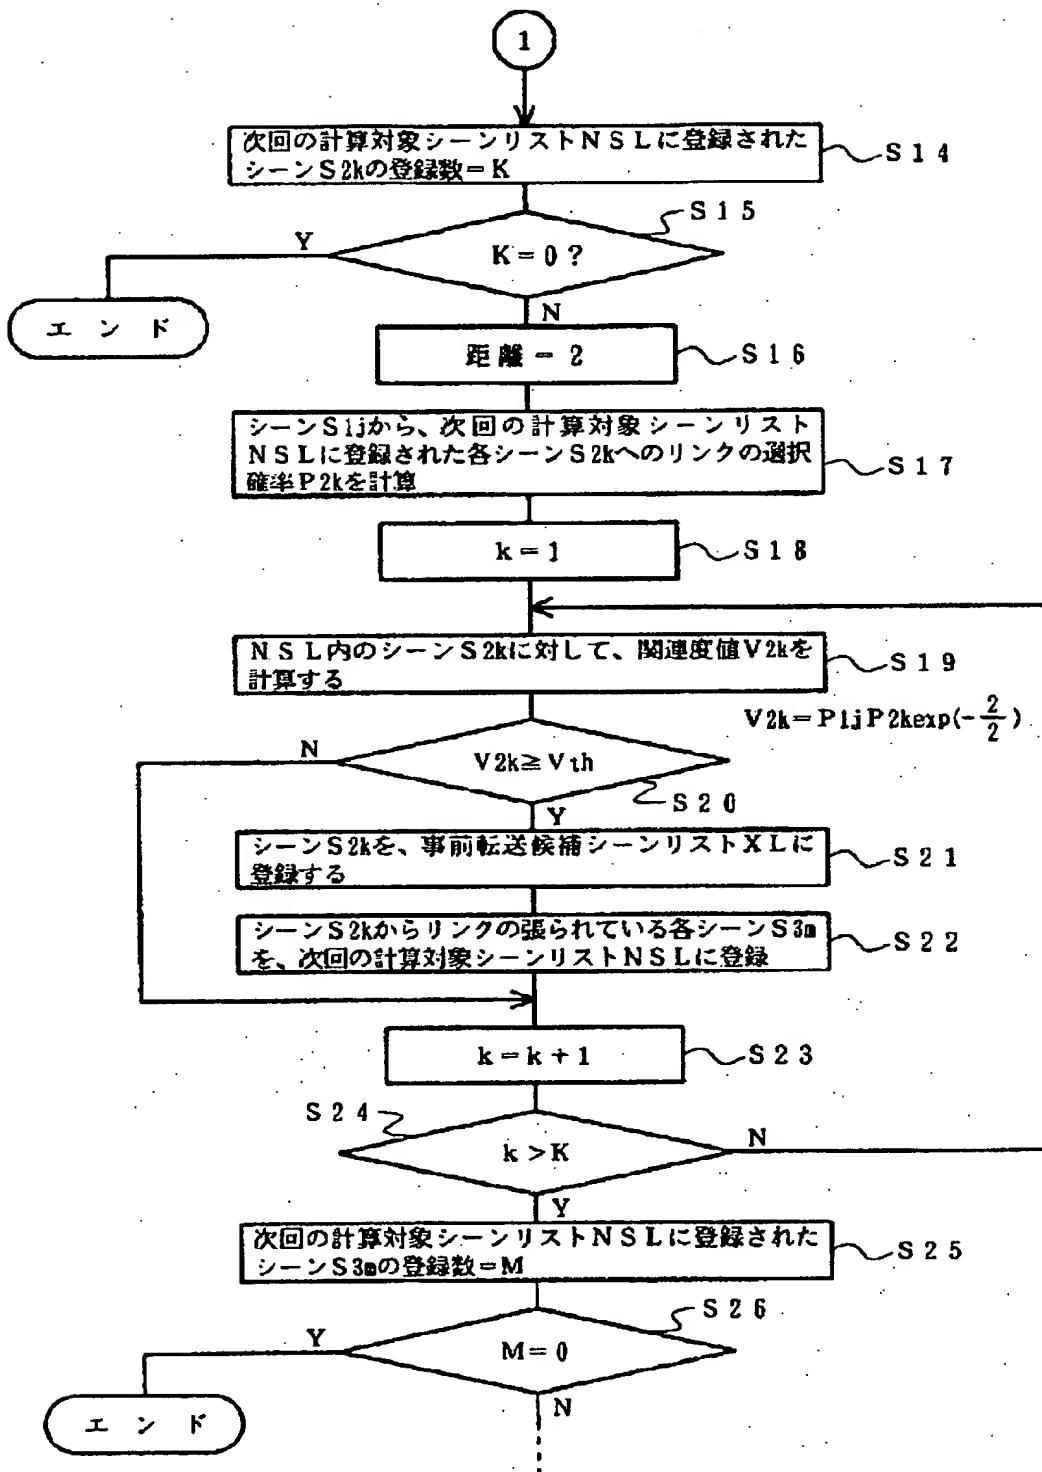 1
次回の計算対象シーンリストNSLに登録された
シーンS2kの登録数=K
S14
S15
Y
K=0?
エンド
N
距離=2
S16
シーンS1jから、次回の計算対象シーンリスト
NSLに登録された各シーンS2kへのリンクの選択
確率P2kを計算
S17
k=1
S18
NSL内のシーンS2kに対して、関連度値V2kを
計算する
S19
V2k=P1jP2kexp(-2/2)
N
V2k≧Vth
S20
Y
シーンS2kを、事前転送候補シーンリストXLに
登録する
S21
シーンS2kからリンクの張られている各シーンS3m
を、次回の計算対象シーンリストNSLに登録
S22
k=k+1
S23
S24
k>K
N
Y
次回の計算対象シーンリストNSLに登録された
シーンS3mの登録数=M
S25
S26
Y
M=0
エンド
N